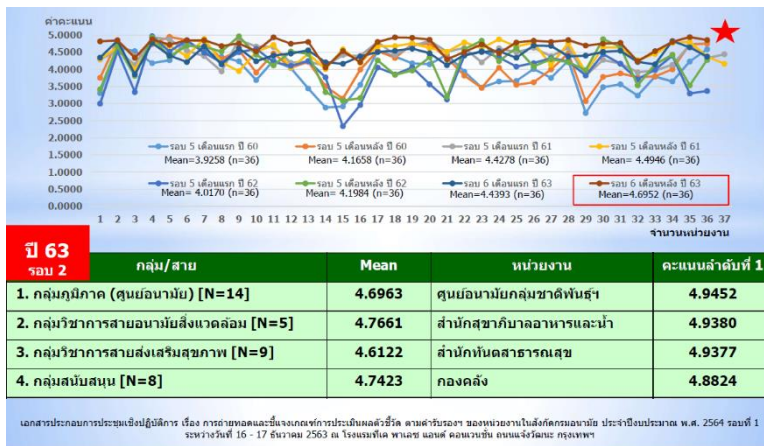 ค่าคะแนน
5.0000
4.5000
4.0000
3.5000
3.0000
2.5000
2.0000
1.5000
1.0000
0.5000
0.0000
รอบ 5 เดือนแรก ปี 60 รอบ 5 เดือนหลัง ปี 60 รอบ 5 เดือนแรก ปี 61 รอบ 5 เดือนหลัง ปี 61
Mean=3.9258 (n=36) Mean= 4.1658 (n=36) Mean= 4.4278 (n=36) Mean= 4.4946 (n=36)
รอบ 5 เดือนแรก ปี 62 รอบ 5 เดือนหลัง ปี 62 รอบ 6 เดือนแรก ปี 63 รอบ 6 เดือนหลัง ปี 63
Mean= 4.0170 (n=36) Mean= 4.1984 (n=36) Mean=4.4393 (n=36) Mean=4.6952 (n=36)
1 2 3 4 5 6 7 8 9 10 11 12 13 14 15 16 17 18 19 20 21 22 23 24 25 26 27 28 29 30 31 32 33 34 35 36 37
จำนวนหน่วยงาน
ปี 63
รอบ 2
กลุ่ม/สาย Mean หน่วยงาน คะแนนลำดับที่ 1
1. กลุ่มภูมิภาค (ศูนย์อนามัย) [N=14] 4.6963 ศูนย์อนามัยกลุ่มชาติพันธุ์ฯ 4.9452
2. กลุ่มวิชาการสายอนามัยสิ่งแวดล้อม [N=5] 4.7661 สำนักสุขาภิบาลอาหารและน้ำ 4.9380
3. กลุ่มวิชาการสายส่งเสริมสุขภาพ [N=9] 4.6122 สำนักทันตสาธารณสุข 4.9377
4. กลุ่มสนับสนุน [N=8] 4.7423 กองคลัง 4.8824
เอกสารประกอบการประชุมเชิงปฏิบัติการ เรื่อง การถ่ายทอดและชี้แจงเกณฑ์การประเมินผลตัวชี้วัด ตามคำรับรองฯ ของหน่วยงานในสังกัดกรมอนามัย ประจำปีงบประมาณ พ.ศ. 2564 รอบที่ 1
ระหว่างวันที่ 16 - 17 ธันวาคม 2563 ณ โรงแรมทีเค พาเลซ แอนด์ คอนเวนชั่น ถนนแจ้งวัฒนะ กรุงเทพฯ